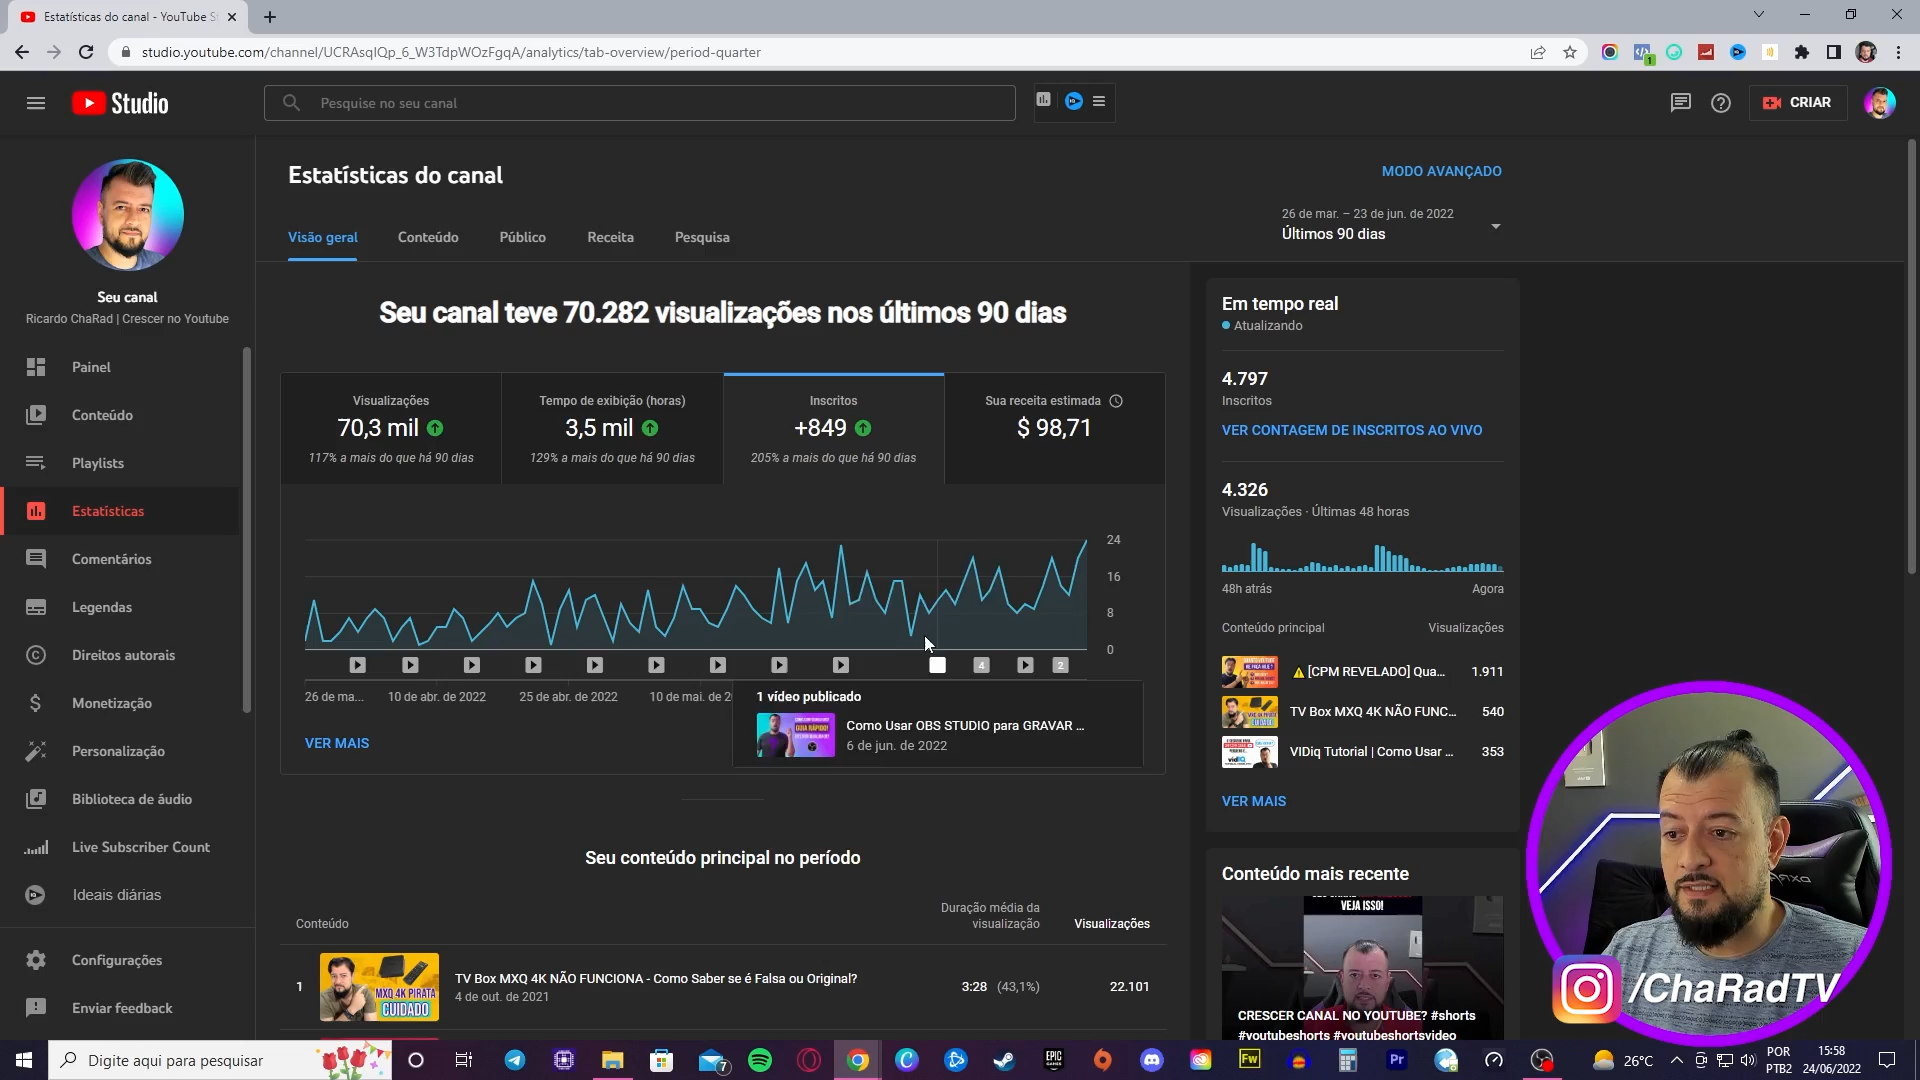 Estatísticas do canal - YouTube S
studio.youtube.com/channel/UCRAsqIQp_6_W3TdpWOzFgqA/analytics/tab-overview/period-quarter
1
Studio
Pesquise no seu canal
CRIAR
Seu canal
Ricardo ChaRad | Crescer no Youtube
Painel
Conteúdo
Playlists
Estatísticas
Comentários
Legendas
Direitos autorais
Monetização
Personalização
Biblioteca de áudio
Live Subscriber Count
Ideais diárias
Configurações
Enviar feedback
Estatísticas do canal
MODO AVANÇADO
Visão geral
Conteúdo
Público
Receita
Pesquisa
26 de mar. – 23 de jun. de 2022
Últimos 90 dias
Seu canal teve 70.282 visualizações nos últimos 90 dias
Visualizações
70,3 mil
117% a mais do que há 90 dias
Tempo de exibição (horas)
3,5 mil
129% a mais do que há 90 dias
Inscritos
+849
205% a mais do que há 90 dias
Sua receita estimada
$ 98,71
24
16
8
0
4
2
26 de ma...
10 de abr. de 2022
25 de abr. de 2022
10 de mai. de 2
1 vídeo publicado
GUIA RÁPIDO!
Como Usar OBS STUDIO para GRAVAR ...
6 de jun. de 2022
VER MAIS
Seu conteúdo principal no período
Conteúdo
Duração média da
visualização
Visualizações
1
MXQ 4K PIRATA
CUIDADO
TV Box MXQ 4K NÃO FUNCIONA - Como Saber se é Falsa ou Original?
4 de out. de 2021
3:28
(43,1%)
22.101
Em tempo real
Atualizando
4.797
Inscritos
VER CONTAGEM DE INSCRITOS AO VIVO
4.326
Visualizações · Últimas 48 horas
48h atrás
Agora
Conteúdo principal
Visualizações
[CPM REVELADO] Qua...
1.911
CUIDADO
TV Box MXQ 4K NÃO FUNC...
540
vidIQ
VIDiq Tutorial | Como Usar ...
353
VER MAIS
Conteúdo mais recente
VEJA ISSO!
CRESCER CANAL NO YOUTUBE? #shorts
#youtubeshorts #youtubeshortsvideo
/ChaRadTV
Digite aqui para pesquisar
7
EPIC
GAMES
Fw
Pr
26°C
POR
PTB2
15:58
24/06/2022